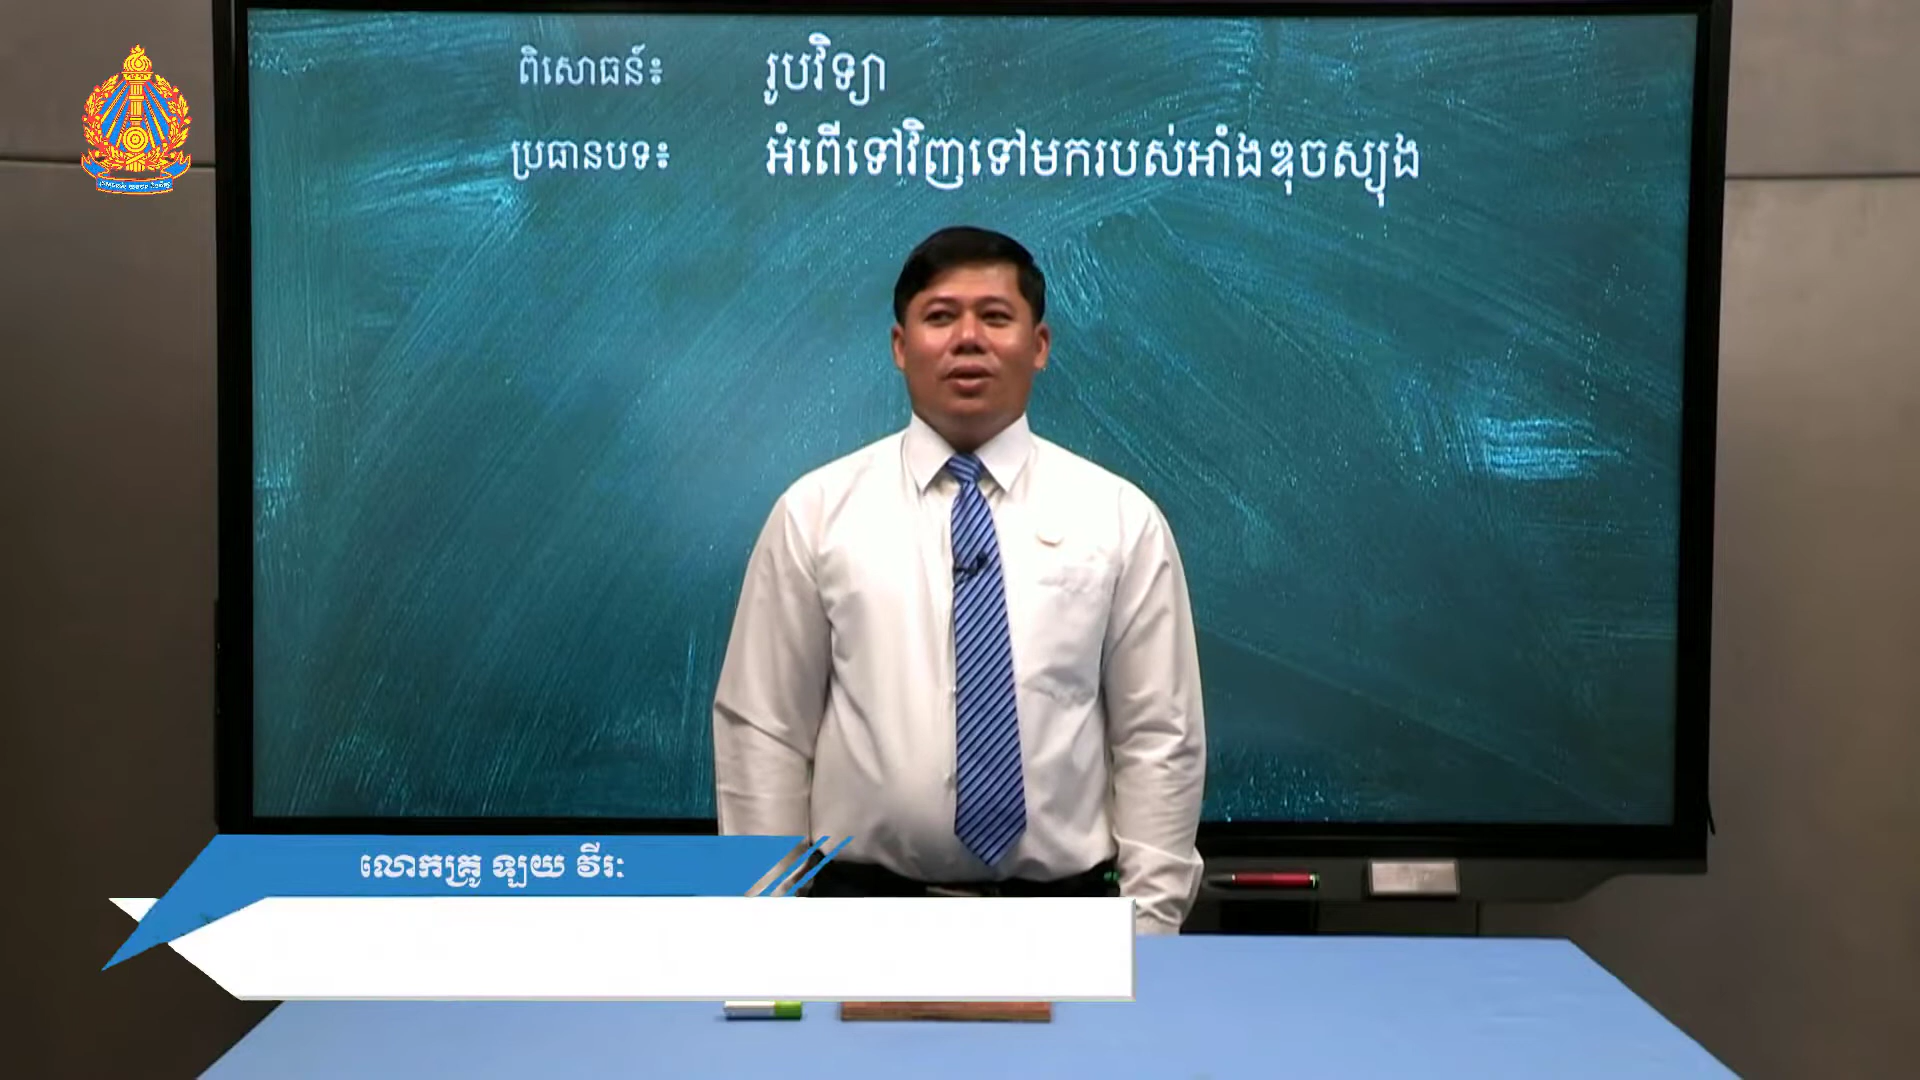 ពិសោធន៍៖ រូបវិទ្យា
ប្រធានបទ៖ អំពើទៅវិញទៅមករបស់អាំងឌុចស្យុង
លោកគ្រូ ឡយ វីរៈ